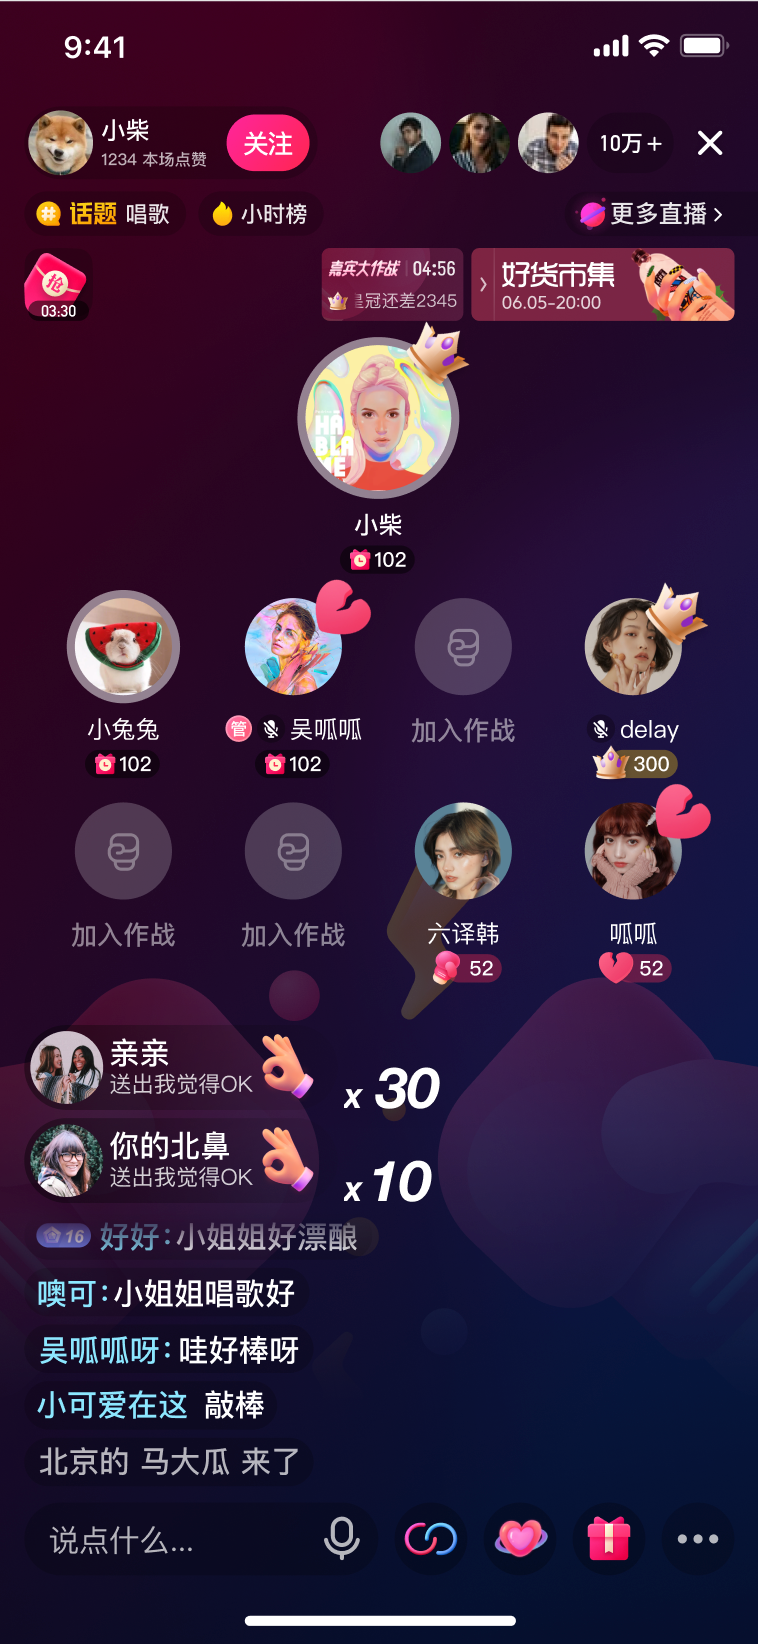 9:41
小柴
1234 本场点赞
关注
10万+
话题 唱歌
小时榜
更多直播
抢
03:30
嘉宾大作战 04:56
皇冠还差2345
好货市集
06.05-20:00
HA
BLA
ME
小柴
102
小兔兔
102
管 吴呱呱
102
加入作战
delay
300
加入作战
加入作战
六译韩
52
呱呱
52
亲亲
送出我觉得OK
x 30
你的北鼻
送出我觉得OK
x 10
16 好好:小姐姐好漂酿
噢可:小姐姐唱歌好
吴呱呱呀:哇好棒呀
小可爱在这 敲棒
北京的 马大瓜 来了
说点什么...